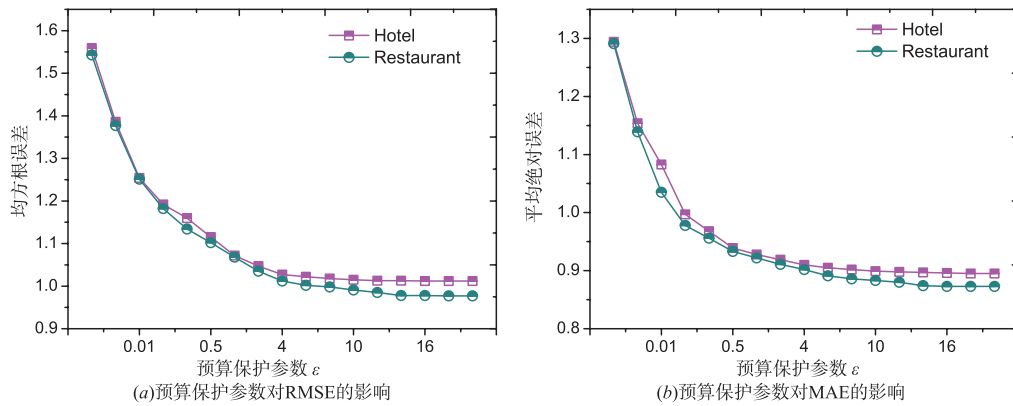 1.6
1.5
1.4
1.3
1.2
1.1
1.0
0.9
均方根误差
Hotel
Restaurant
0.01 0.5 4 10 16
预算保护参数 ε
(a)预算保护参数对RMSE的影响
1.3
1.2
1.1
1.0
0.9
0.8
平均绝对误差
Hotel
Restaurant
0.01 0.5 4 10 16
预算保护参数 ε
(b)预算保护参数对MAE的影响